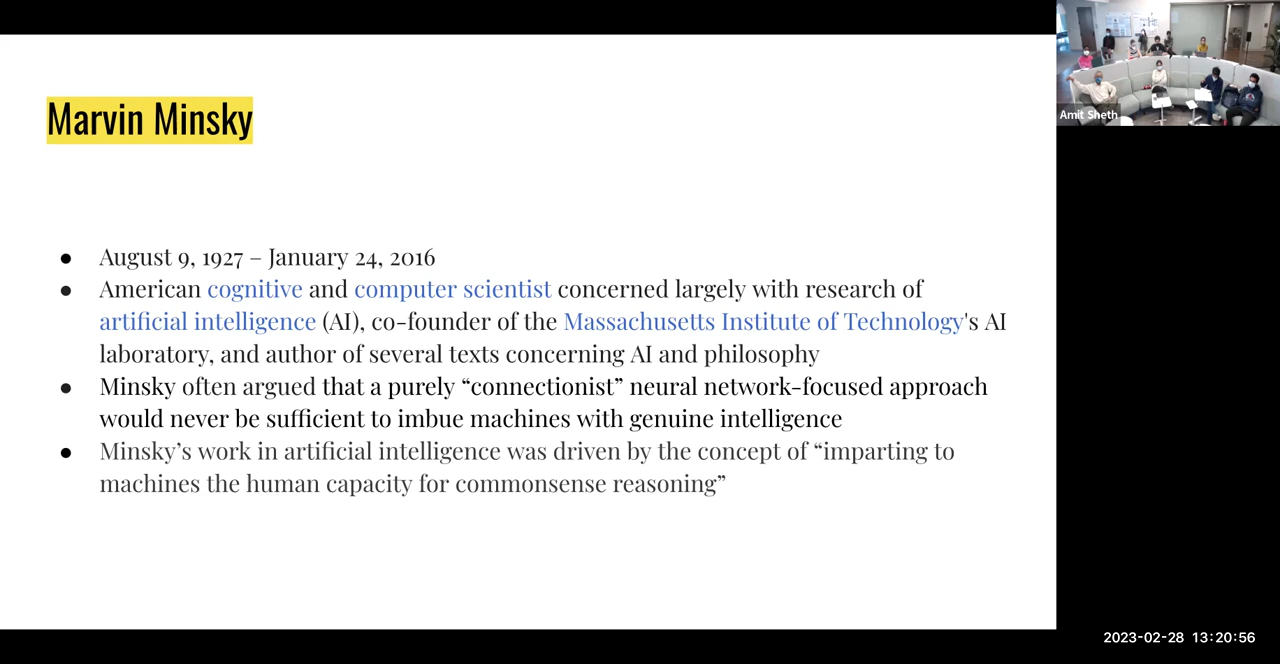 Marvin Minsky
Amit Sheth
● August 9, 1927 – January 24, 2016
● American cognitive and computer scientist concerned largely with research of
artificial intelligence (AI), co-founder of the Massachusetts Institute of Technology's AI
laboratory, and author of several texts concerning AI and philosophy
● Minsky often argued that a purely “connectionist” neural network-focused approach
would never be sufficient to imbue machines with genuine intelligence
● Minsky’s work in artificial intelligence was driven by the concept of “imparting to
machines the human capacity for commonsense reasoning”
2023-02-28 13:20:56